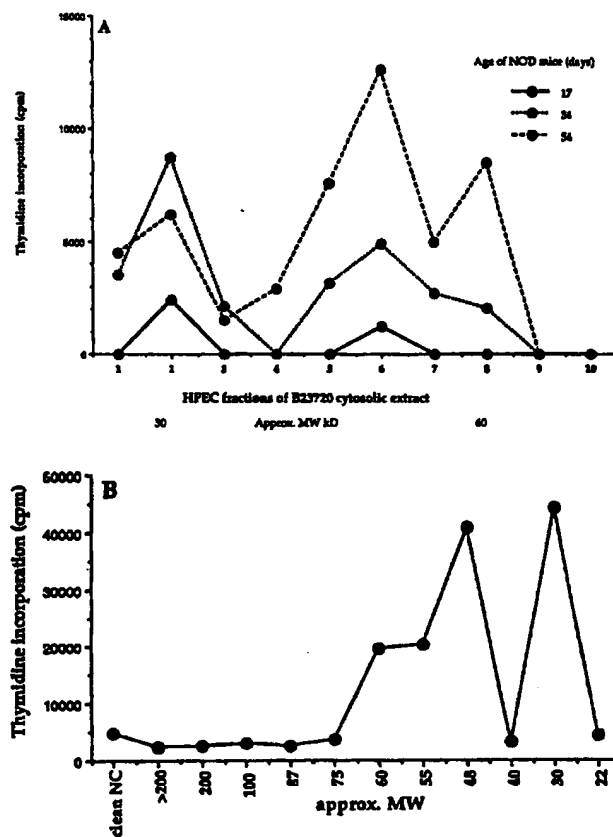 A
Age of NOD mice (days)
17
34
54
Thymidine incorporation (cpm)
15000
10000
5000
0
1 2 3 4 5 6 7 8 9 10
HPEC fractions of B23720 cytosolic extract
30 Approx. MW kD 60
B
Thymidine incorporation (cpm)
50000
40000
30000
20000
10000
0
clean NC >200 200 100 87 75 60 55 48 40 30 22
approx. MW